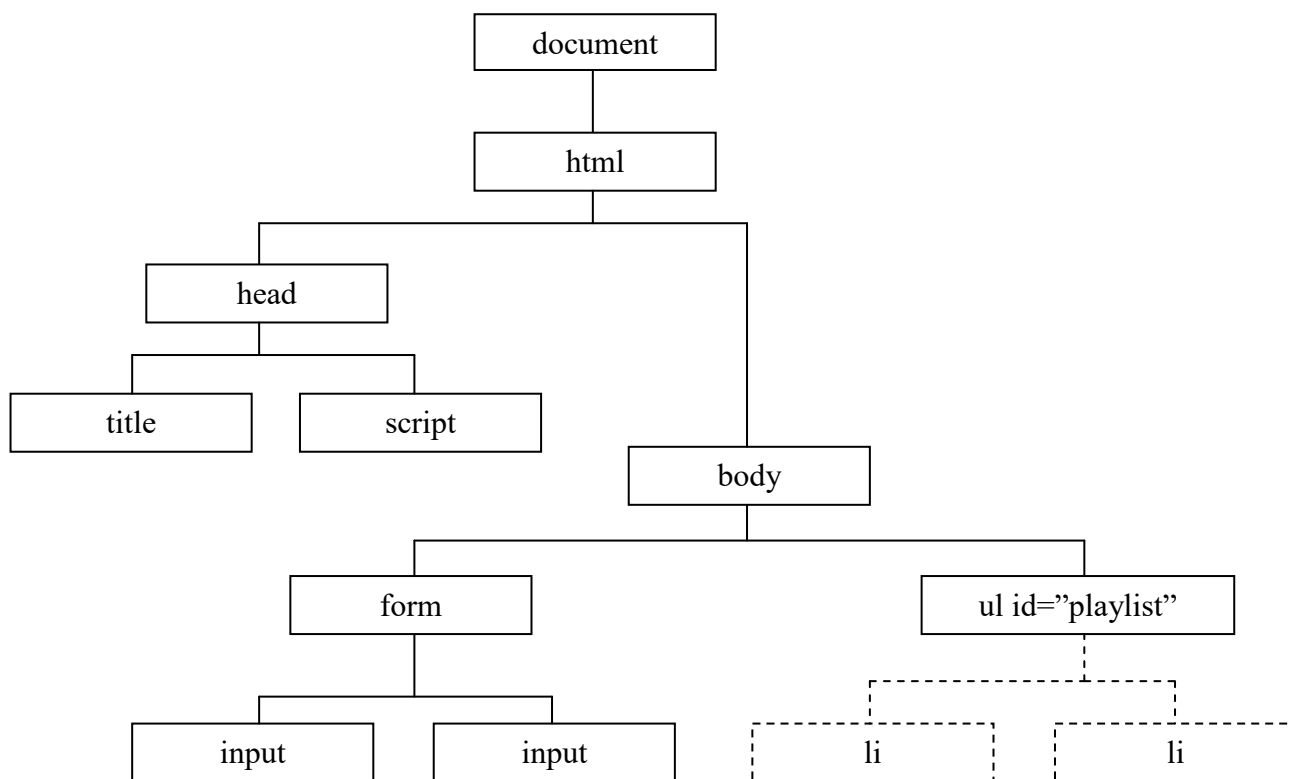 document
html
head
title
script
body
form
ul id=”playlist”
input
input
li
li